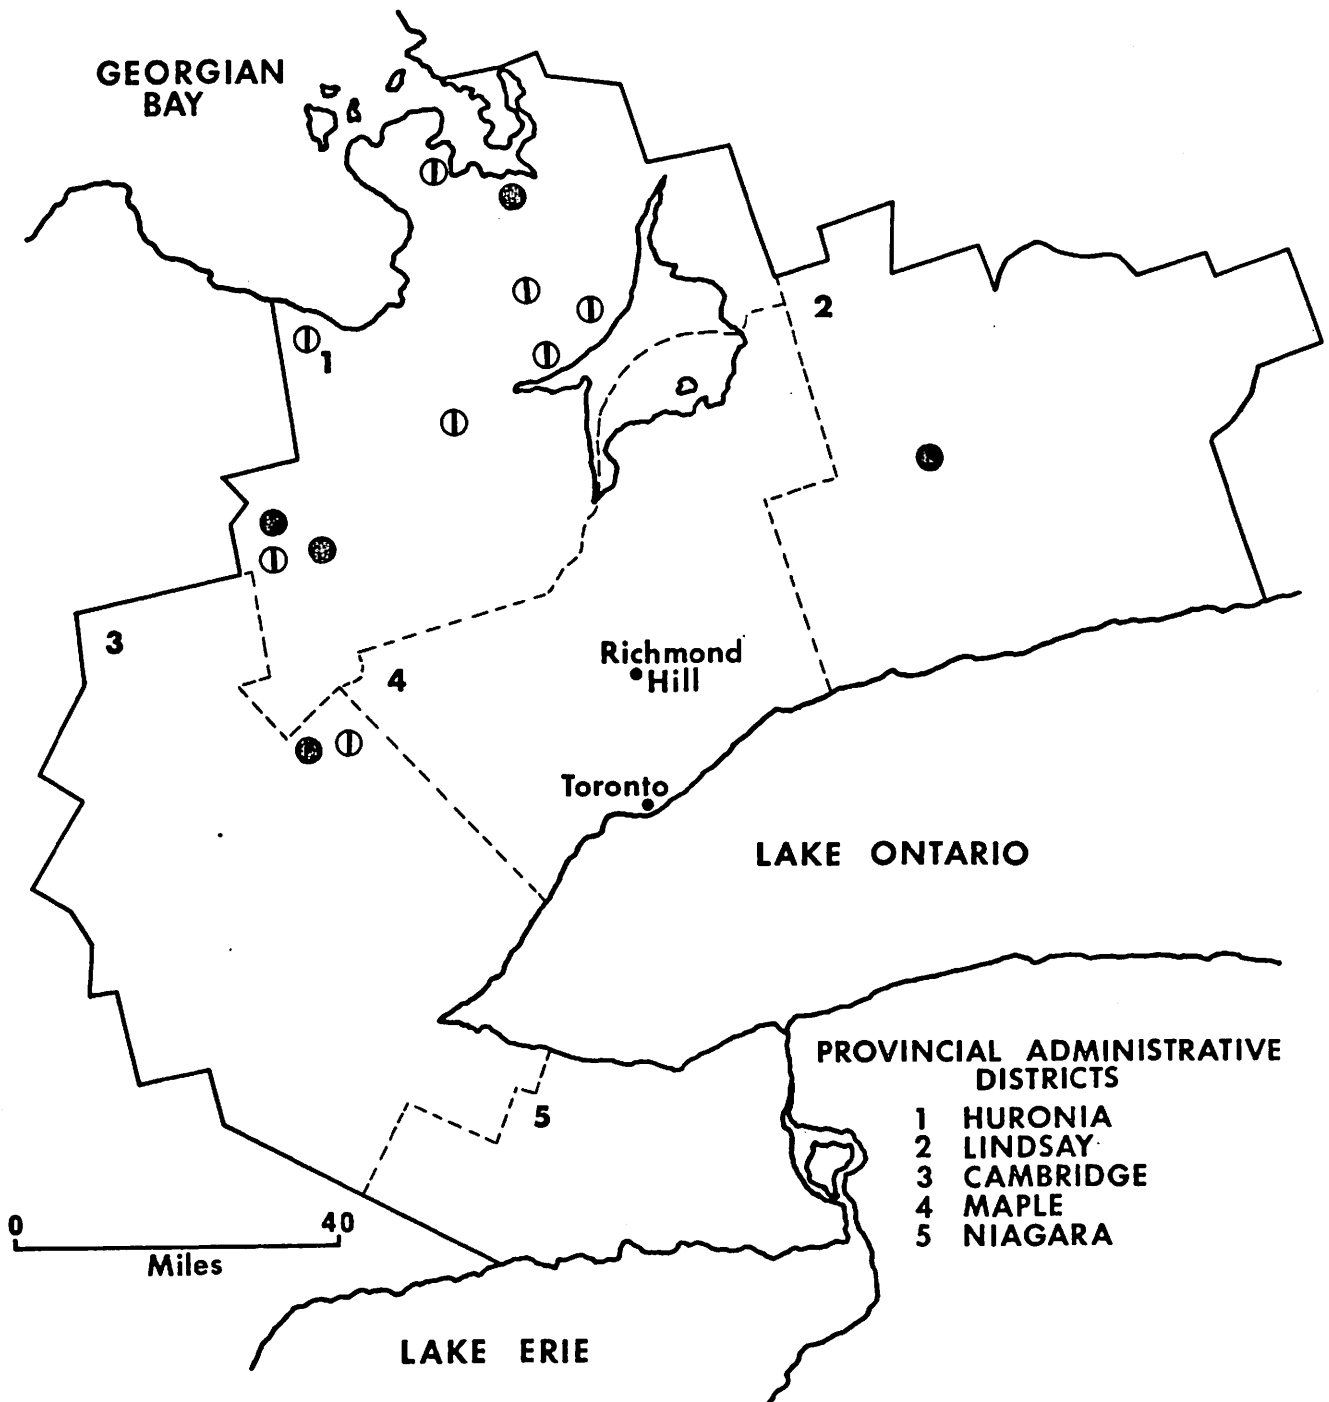 GEORGIAN
BAY
1
2
3
4
Richmond
Hill
Toronto
LAKE ONTARIO
5
PROVINCIAL ADMINISTRATIVE
DISTRICTS
1 HURONIA
2 LINDSAY
3 CAMBRIDGE
4 MAPLE
5 NIAGARA
0 40
Miles
LAKE ERIE